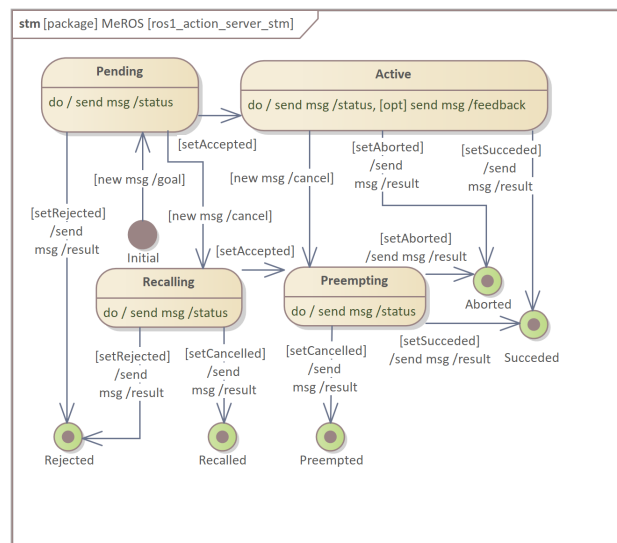 stm [package] MeROS [ros1_action_server_stm]
Pending
do / send msg /status
Active
do / send msg /status, [opt] send msg /feedback
[setAccepted]
[setAborted]
/send
msg /result
[setSucceded]
/send
msg /result
[new msg /goal]
[new msg /cancel]
[setRejected]
/send
msg /result
[new msg /cancel]
Initial
[setAccepted]
[setAborted]
/send msg /result
Recalling
do / send msg /status
Preempting
do / send msg /status
Aborted
[setSucceded]
/send msg /result
Succeded
[setRejected]
/send
msg /result
[setCancelled]
/send
msg /result
[setCancelled]
/send
msg /result
Rejected
Recalled
Preempted